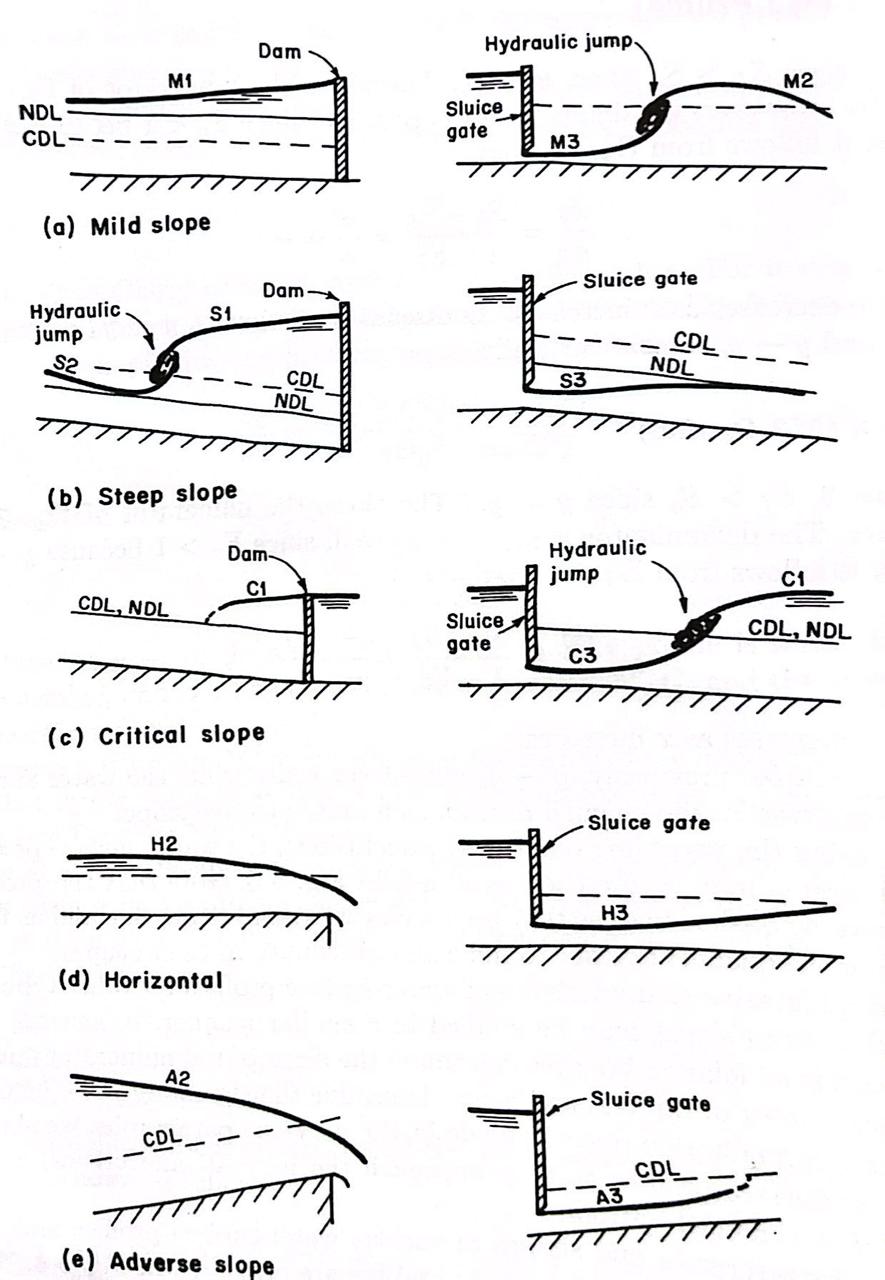 Dam
M1
NDL
CDL
Hydraulic jump
M2
Sluice
gate
M3
(a) Mild slope
Dam
Hydraulic
jump
S1
S2
CDL
NDL
Sluice gate
CDL
NDL
S3
(b) Steep slope
Dam
C1
CDL, NDL
Hydraulic
jump
C1
Sluice
gate
CDL, NDL
C3
(c) Critical slope
H2
Sluice gate
H3
(d) Horizontal
A2
CDL
Sluice gate
CDL
A3
(e) Adverse slope